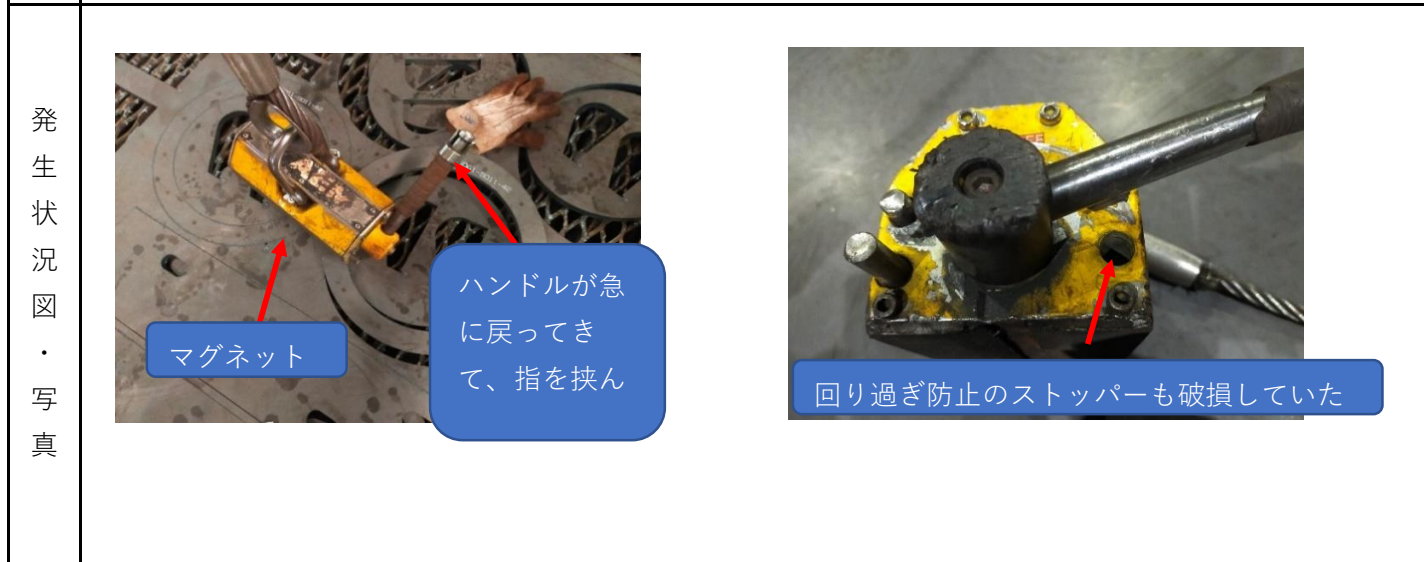 発生状況図・写真
マグネット
ハンドルが急
に戻ってき
て、指を挟ん
回り過ぎ防止のストッパーも破損していた